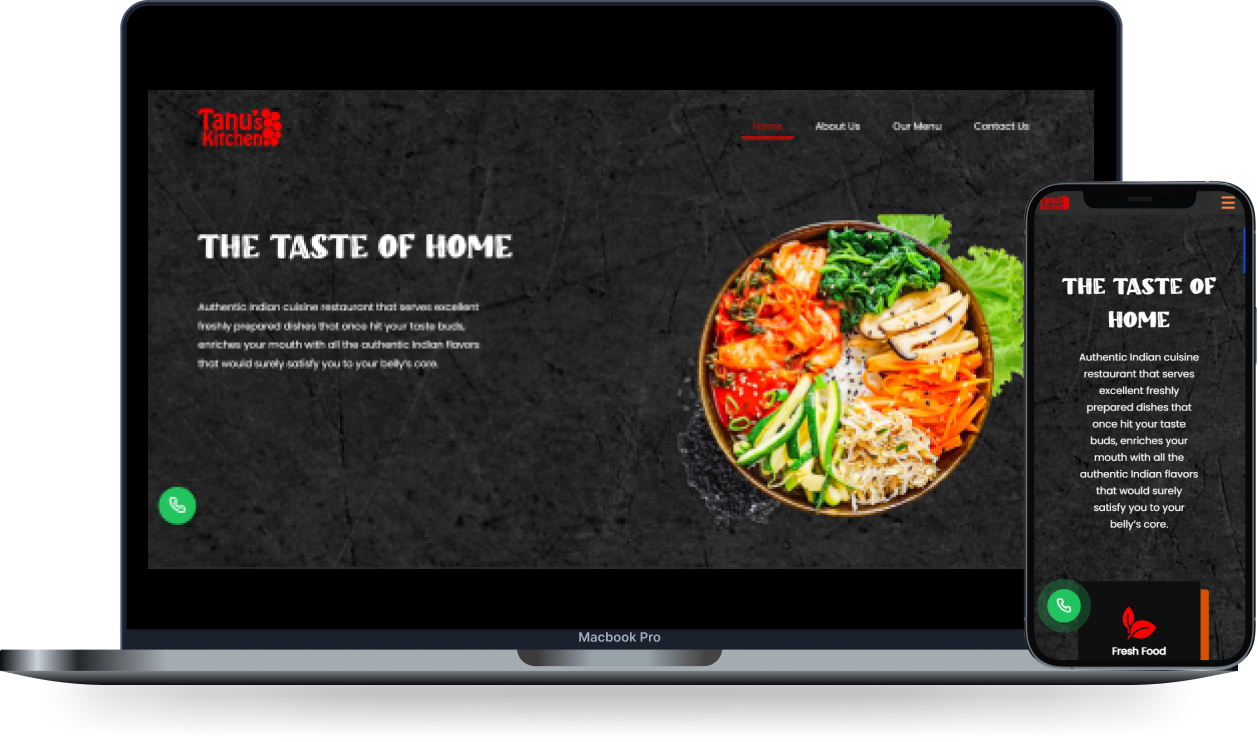 Tanu's
Kitchen
Home About Us Our Menu Contact Us
THE TASTE OF HOME
Authentic Indian cuisine restaurant that serves excellent
freshly prepared dishes that once hit your taste buds,
enriches your mouth with all the authentic Indian flavors
that would surely satisfy you to your belly's core.
Macbook Pro
Tanu's
Kitchen
THE TASTE OF
HOME
Authentic Indian cuisine
restaurant that serves
excellent freshly
prepared dishes that
once hit your taste
buds, enriches your
mouth with all the
authentic Indian flavors
that would surely
satisfy you to your
belly's core.
Fresh Food